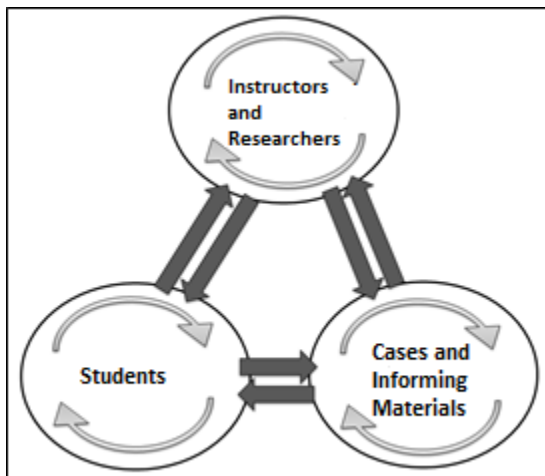 Instructors
and
Researchers
Students
Cases and
Informing
Materials